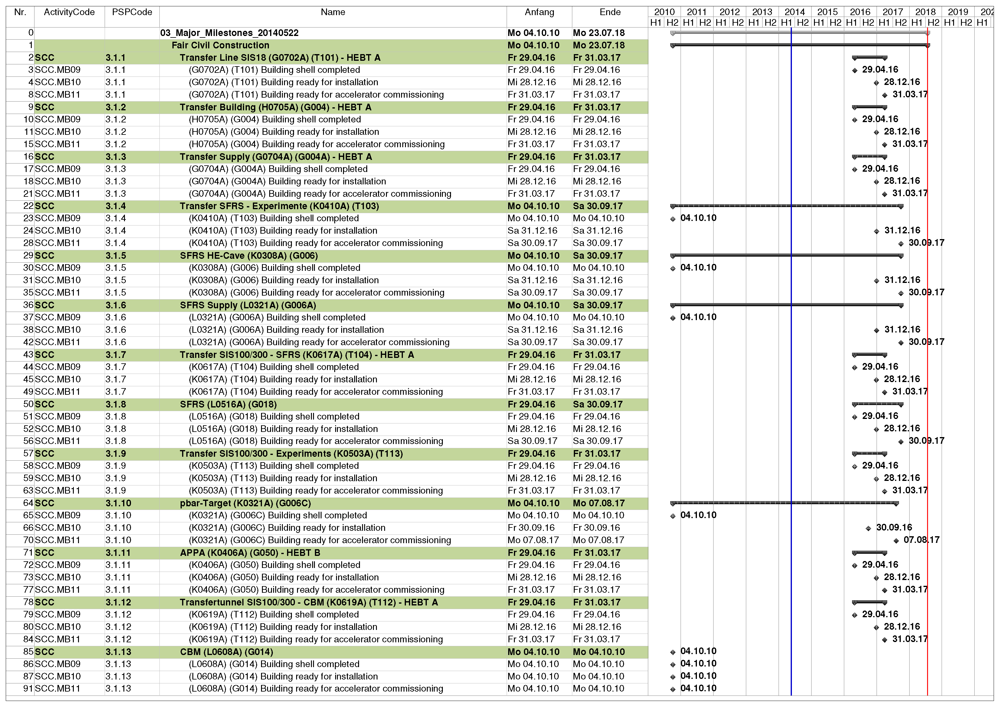 Nr. ActivityCode PSPCode Name Anfang Ende 2010 2011 2012 2013 2014 2015 2016 2017 2018 2019 202
H1 H2 H1 H2 H1 H2 H1 H2 H1 H2 H1 H2 H1 H2 H1 H2 H1 H2 H1 H2 H1
0 03_Major_Milestones_20140522 Mo 04.10.10 Mo 23.07.18
1 Fair Civil Construction Mo 04.10.10 Mo 23.07.18
2 SCC 3.1.1 Transfer Line SIS18 (G0702A) (T101) - HEBT A Fr 29.04.16 Fr 31.03.17
3 SCC.MB09 3.1.1 (G0702A) (T101) Building shell completed Fr 29.04.16 Fr 29.04.16 29.04.16
4 SCC.MB10 3.1.1 (G0702A) (T101) Building ready for installation Mi 28.12.16 Mi 28.12.16 28.12.16
8 SCC.MB11 3.1.1 (G0702A) (T101) Building ready for accelerator commissioning Fr 31.03.17 Fr 31.03.17 31.03.17
9 SCC 3.1.2 Transfer Building (H0705A) (G004) - HEBT A Fr 29.04.16 Fr 31.03.17
10 SCC.MB09 3.1.2 (H0705A) (G004) Building shell completed Fr 29.04.16 Fr 29.04.16 29.04.16
11 SCC.MB10 3.1.2 (H0705A) (G004) Building ready for installation Mi 28.12.16 Mi 28.12.16 28.12.16
15 SCC.MB11 3.1.2 (H0705A) (G004) Building ready for accelerator commissioning Fr 31.03.17 Fr 31.03.17 31.03.17
16 SCC 3.1.3 Transfer Supply (G0704A) (G004A) - HEBT A Fr 29.04.16 Fr 31.03.17
17 SCC.MB09 3.1.3 (G0704A) (G004A) Building shell completed Fr 29.04.16 Fr 29.04.16 29.04.16
18 SCC.MB10 3.1.3 (G0704A) (G004A) Building ready for installation Mi 28.12.16 Mi 28.12.16 28.12.16
21 SCC.MB11 3.1.3 (G0704A) (G004A) Building ready for accelerator commissioning Fr 31.03.17 Fr 31.03.17 31.03.17
22 SCC 3.1.4 Transfer SFRS - Experimente (K0410A) (T103) Mo 04.10.10 Sa 30.09.17
23 SCC.MB09 3.1.4 (K0410A) (T103) Building shell completed Mo 04.10.10 Mo 04.10.10 04.10.10
24 SCC.MB10 3.1.4 (K0410A) (T103) Building ready for installation Sa 31.12.16 Sa 31.12.16 31.12.16
28 SCC.MB11 3.1.4 (K0410A) (T103) Building ready for accelerator commissioning Sa 30.09.17 Sa 30.09.17 30.09.17
29 SCC 3.1.5 SFRS HE-Cave (K0308A) (G006) Mo 04.10.10 Sa 30.09.17
30 SCC.MB09 3.1.5 (K0308A) (G006) Building shell completed Mo 04.10.10 Mo 04.10.10 04.10.10
31 SCC.MB10 3.1.5 (K0308A) (G006) Building ready for installation Sa 31.12.16 Sa 31.12.16 31.12.16
35 SCC.MB11 3.1.5 (K0308A) (G006) Building ready for accelerator commissioning Sa 30.09.17 Sa 30.09.17 30.09.17
36 SCC 3.1.6 SFRS Supply (L0321A) (G006A) Mo 04.10.10 Sa 30.09.17
37 SCC.MB09 3.1.6 (L0321A) (G006A) Building shell completed Mo 04.10.10 Mo 04.10.10 04.10.10
38 SCC.MB10 3.1.6 (L0321A) (G006A) Building ready for installation Sa 31.12.16 Sa 31.12.16 31.12.16
42 SCC.MB11 3.1.6 (L0321A) (G006A) Building ready for accelerator commissioning Sa 30.09.17 Sa 30.09.17 30.09.17
43 SCC 3.1.7 Transfer SIS100/300 - SFRS (K0617A) (T104) - HEBT A Fr 29.04.16 Fr 31.03.17
44 SCC.MB09 3.1.7 (K0617A) (T104) Building shell completed Fr 29.04.16 Fr 29.04.16 29.04.16
45 SCC.MB10 3.1.7 (K0617A) (T104) Building ready for installation Mi 28.12.16 Mi 28.12.16 28.12.16
49 SCC.MB11 3.1.7 (K0617A) (T104) Building ready for accelerator commissioning Fr 31.03.17 Fr 31.03.17 31.03.17
50 SCC 3.1.8 SFRS (L0516A) (G018) Fr 29.04.16 Sa 30.09.17
51 SCC.MB09 3.1.8 (L0516A) (G018) Building shell completed Fr 29.04.16 Fr 29.04.16 29.04.16
52 SCC.MB10 3.1.8 (L0516A) (G018) Building ready for installation Mi 28.12.16 Mi 28.12.16 28.12.16
56 SCC.MB11 3.1.8 (L0516A) (G018) Building ready for accelerator commissioning Sa 30.09.17 Sa 30.09.17 30.09.17
57 SCC 3.1.9 Transfer SIS100/300 - Experiments (K0503A) (T113) Fr 29.04.16 Fr 31.03.17
58 SCC.MB09 3.1.9 (K0503A) (T113) Building shell completed Fr 29.04.16 Fr 29.04.16 29.04.16
59 SCC.MB10 3.1.9 (K0503A) (T113) Building ready for installation Mi 28.12.16 Mi 28.12.16 28.12.16
63 SCC.MB11 3.1.9 (K0503A) (T113) Building ready for accelerator commissioning Fr 31.03.17 Fr 31.03.17 31.03.17
64 SCC 3.1.10 pbar-Target (K0321A) (G006C) Mo 04.10.10 Mo 07.08.17
65 SCC.MB09 3.1.10 (K0321A) (G006C) Building shell completed Mo 04.10.10 Mo 04.10.10 04.10.10
66 SCC.MB10 3.1.10 (K0321A) (G006C) Building ready for installation Fr 30.09.16 Fr 30.09.16 30.09.16
70 SCC.MB11 3.1.10 (K0321A) (G006C) Building ready for accelerator commissioning Mo 07.08.17 Mo 07.08.17 07.08.17
71 SCC 3.1.11 APPA (K0406A) (G050) - HEBT B Fr 29.04.16 Fr 31.03.17
72 SCC.MB09 3.1.11 (K0406A) (G050) Building shell completed Fr 29.04.16 Fr 29.04.16 29.04.16
73 SCC.MB10 3.1.11 (K0406A) (G050) Building ready for installation Mi 28.12.16 Mi 28.12.16 28.12.16
77 SCC.MB11 3.1.11 (K0406A) (G050) Building ready for accelerator commissioning Fr 31.03.17 Fr 31.03.17 31.03.17
78 SCC 3.1.12 Transfertunnel SIS100/300 - CBM (K0619A) (T112) - HEBT A Fr 29.04.16 Fr 31.03.17
79 SCC.MB09 3.1.12 (K0619A) (T112) Building shell completed Fr 29.04.16 Fr 29.04.16 29.04.16
80 SCC.MB10 3.1.12 (K0619A) (T112) Building ready for installation Mi 28.12.16 Mi 28.12.16 28.12.16
84 SCC.MB11 3.1.12 (K0619A) (T112) Building ready for accelerator commissioning Fr 31.03.17 Fr 31.03.17 31.03.17
85 SCC 3.1.13 CBM (L0608A) (G014) Mo 04.10.10 Mo 04.10.10 04.10.10
86 SCC.MB09 3.1.13 (L0608A) (G014) Building shell completed Mo 04.10.10 Mo 04.10.10 04.10.10
87 SCC.MB10 3.1.13 (L0608A) (G014) Building ready for installation Mo 04.10.10 Mo 04.10.10 04.10.10
91 SCC.MB11 3.1.13 (L0608A) (G014) Building ready for accelerator commissioning Mo 04.10.10 Mo 04.10.10 04.10.10